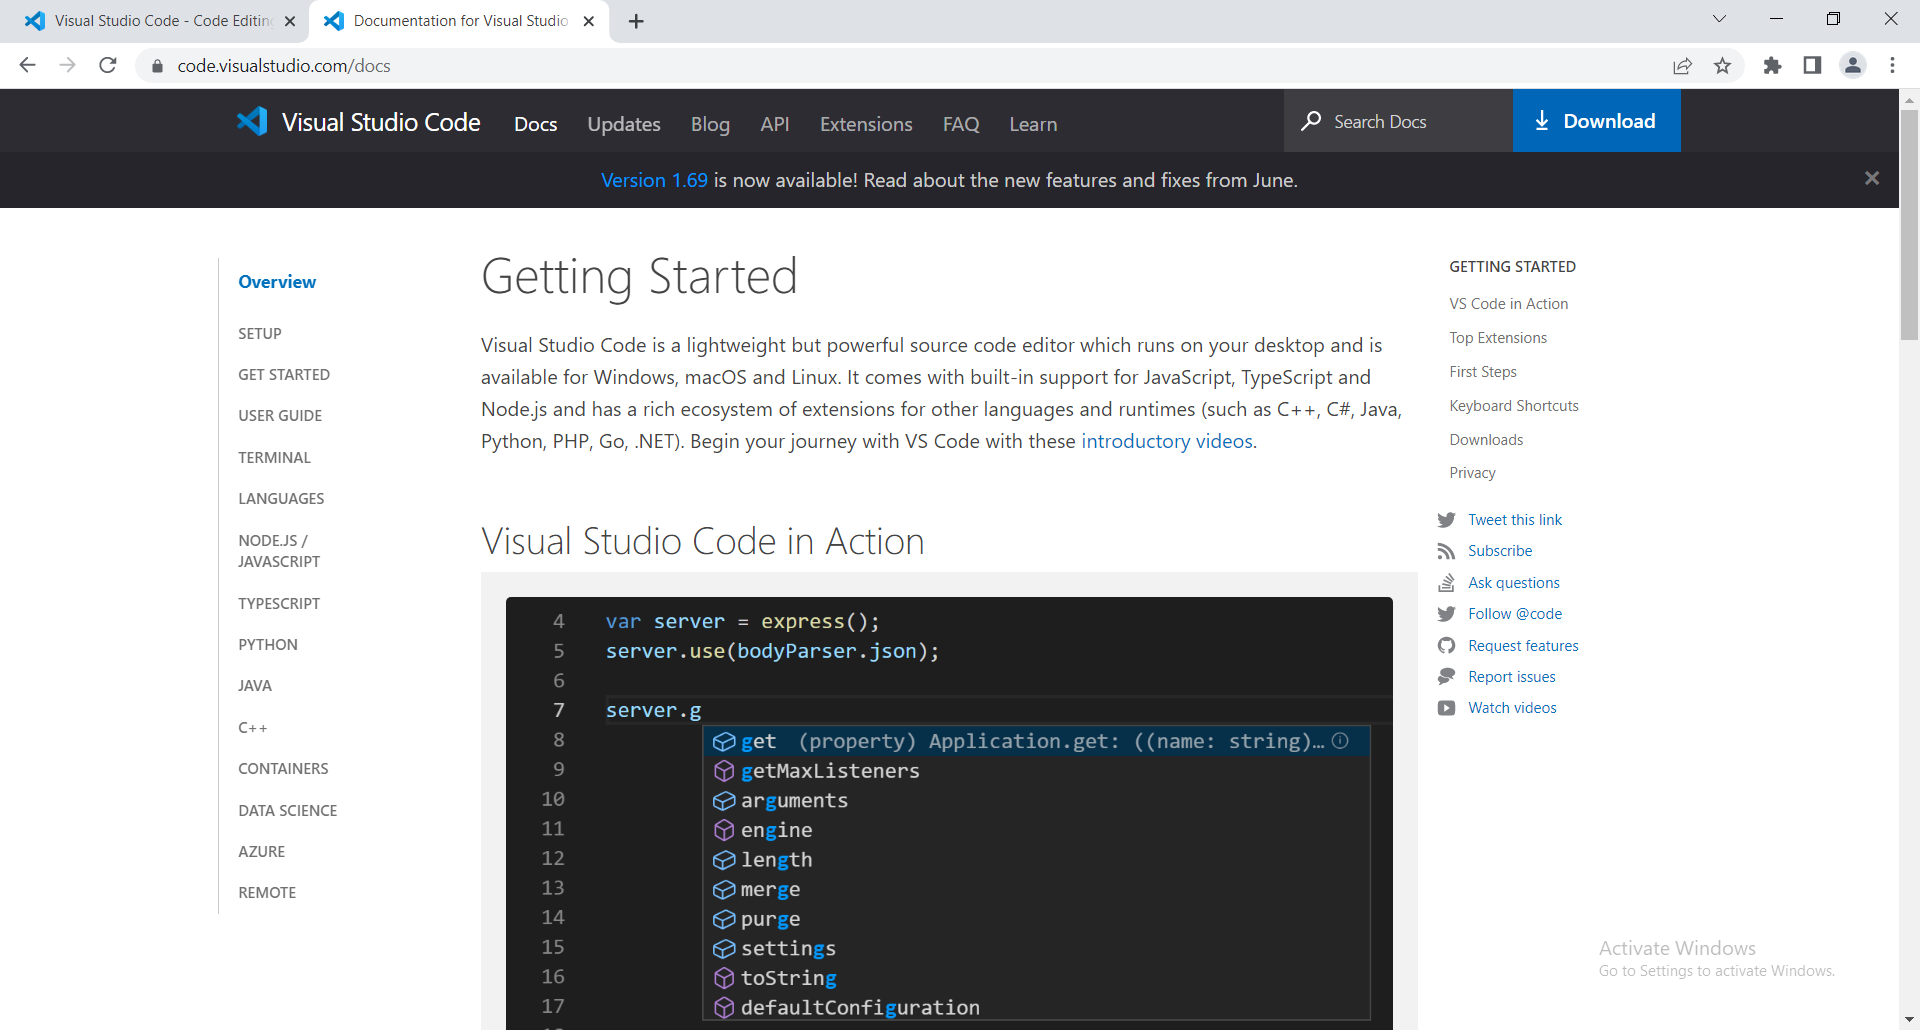 Visual Studio Code - Code Editing
Documentation for Visual Studio
code.visualstudio.com/docs
Visual Studio Code
Docs
Updates
Blog
API
Extensions
FAQ
Learn
Search Docs
Download
Version 1.69 is now available! Read about the new features and fixes from June.
Overview
SETUP
GET STARTED
USER GUIDE
TERMINAL
LANGUAGES
NODE.JS /
JAVASCRIPT
TYPESCRIPT
PYTHON
JAVA
C++
CONTAINERS
DATA SCIENCE
AZURE
REMOTE
Getting Started
Visual Studio Code is a lightweight but powerful source code editor which runs on your desktop and is
available for Windows, macOS and Linux. It comes with built-in support for JavaScript, TypeScript and
Node.js and has a rich ecosystem of extensions for other languages and runtimes (such as C++, C#, Java,
Python, PHP, Go, .NET). Begin your journey with VS Code with these introductory videos.
Visual Studio Code in Action
4 var server = express();
5 server.use(bodyParser.json);
6
7 server.g
8 get (property) Application.get: ((name: string)…
9 getMaxListeners
10 arguments
11 engine
12 length
13 merge
14 purge
15 settings
16 toString
17 defaultConfiguration
GETTING STARTED
VS Code in Action
Top Extensions
First Steps
Keyboard Shortcuts
Downloads
Privacy
Tweet this link
Subscribe
Ask questions
Follow @code
Request features
Report issues
Watch videos
Activate Windows
Go to Settings to activate Windows.